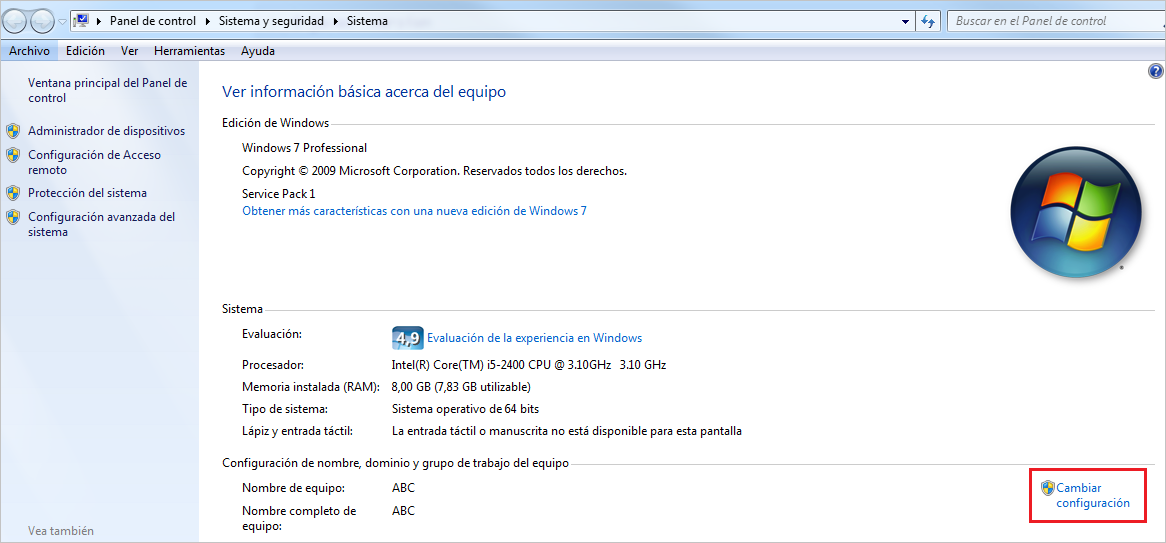 Panel de control ▸ Sistema y seguridad ▸ Sistema
Buscar en el Panel de control
Archivo Edición Ver Herramientas Ayuda
Ventana principal del Panel de
control
Administrador de dispositivos
Configuración de Acceso
remoto
Protección del sistema
Configuración avanzada del
sistema
Vea también
Ver información básica acerca del equipo
Edición de Windows
Windows 7 Professional
Copyright © 2009 Microsoft Corporation. Reservados todos los derechos.
Service Pack 1
Obtener más características con una nueva edición de Windows 7
Sistema
Evaluación: 4,9 Evaluación de la experiencia en Windows
Procesador: Intel(R) Core(TM) i5-2400 CPU @ 3.10GHz 3.10 GHz
Memoria instalada (RAM): 8,00 GB (7,83 GB utilizable)
Tipo de sistema: Sistema operativo de 64 bits
Lápiz y entrada táctil: La entrada táctil o manuscrita no está disponible para esta pantalla
Configuración de nombre, dominio y grupo de trabajo del equipo
Nombre de equipo: ABC
Nombre completo de ABC
equipo:
Cambiar
configuración